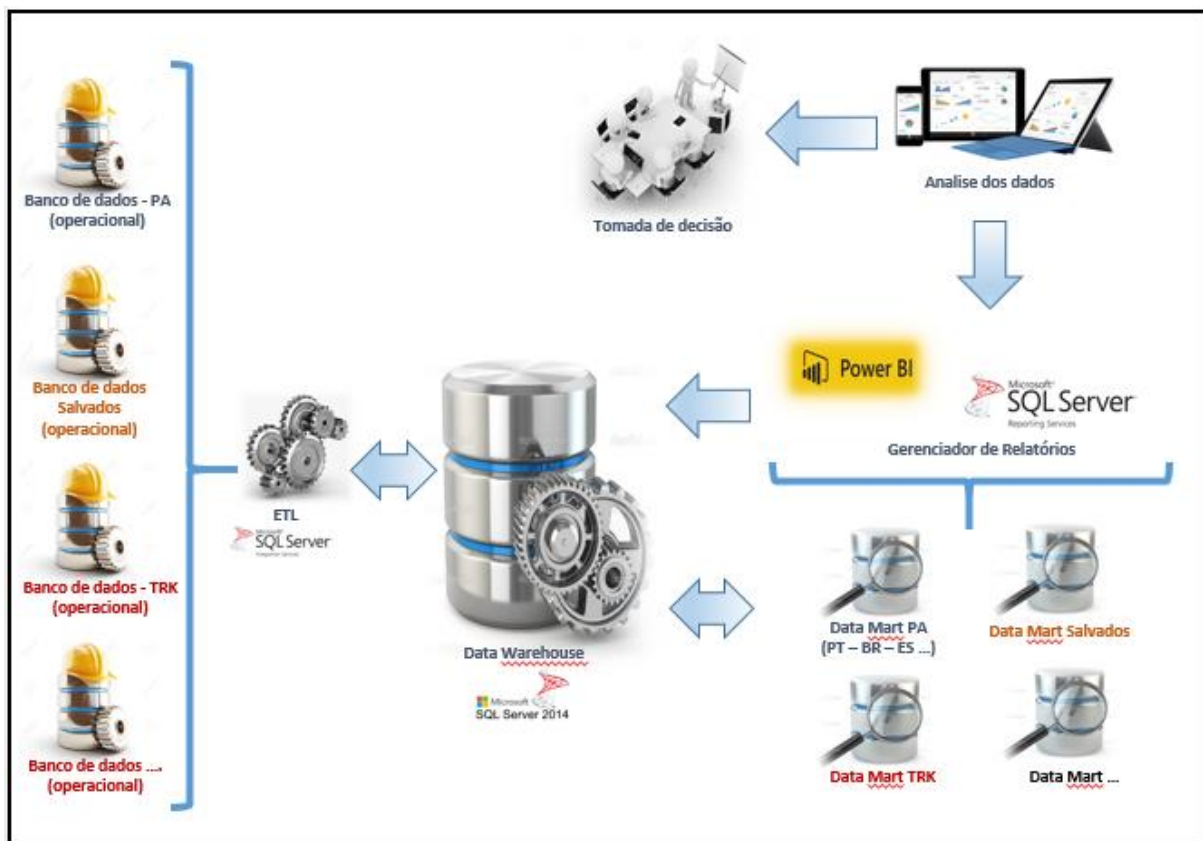 Banco de dados - PA
(operacional)
Banco de dados
Salvados
(operacional)
Banco de dados - TRK
(operacional)
Banco de dados ....
(operacional)
ETL
Microsoft
SQL Server
Data Warehouse
Microsoft
SQL Server 2014
Tomada de decisão
Analise dos dados
Power BI
Microsoft
SQL Server
Reporting Services
Gerenciador de Relatórios
Data Mart PA
(PT – BR – ES ...)
Data Mart Salvados
Data Mart TRK
Data Mart ...